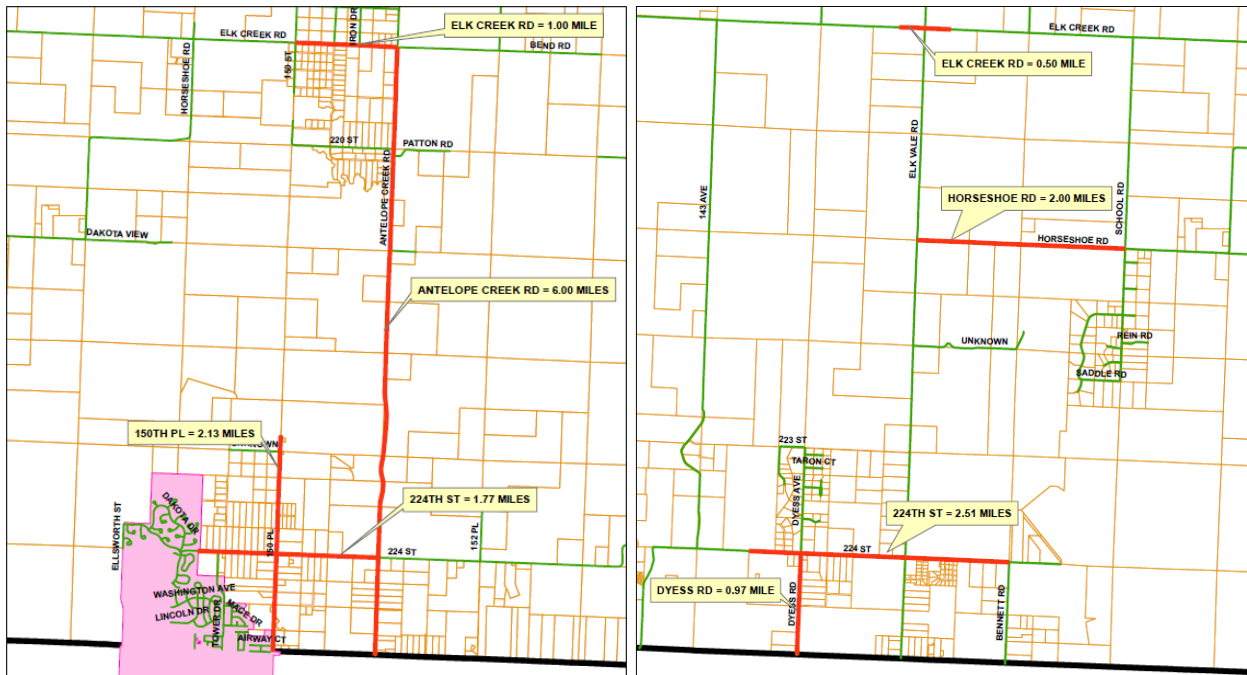 ELK CREEK RD = 1.00 MILE
IRON DR
ELK CREEK RD
BEND RD
HORSESHOE RD
150 ST
220 ST
PATTON RD
ANTELOPE CREEK RD
DAKOTA VIEW
ANTELOPE CREEK RD = 6.00 MILES
150TH PL = 2.13 MILES
224TH ST = 1.77 MILES
DAKOTA DR
ELLSWORTH ST
150 PL
152 PL
224 ST
WASHINGTON AVE
LINCOLN DR
MACE DR
TOWER DR
AIRWAY CT
ELK CREEK RD
ELK CREEK RD = 0.50 MILE
ELK VALE RD
143 AVE
SCHOOL RD
HORSESHOE RD = 2.00 MILES
HORSESHOE RD
UNKNOWN
REIN RD
SADDLE RD
223 ST
TARON CT
DYESS AVE
224TH ST = 2.51 MILES
224 ST
DYESS RD = 0.97 MILE
DYESS RD
BENNETT RD